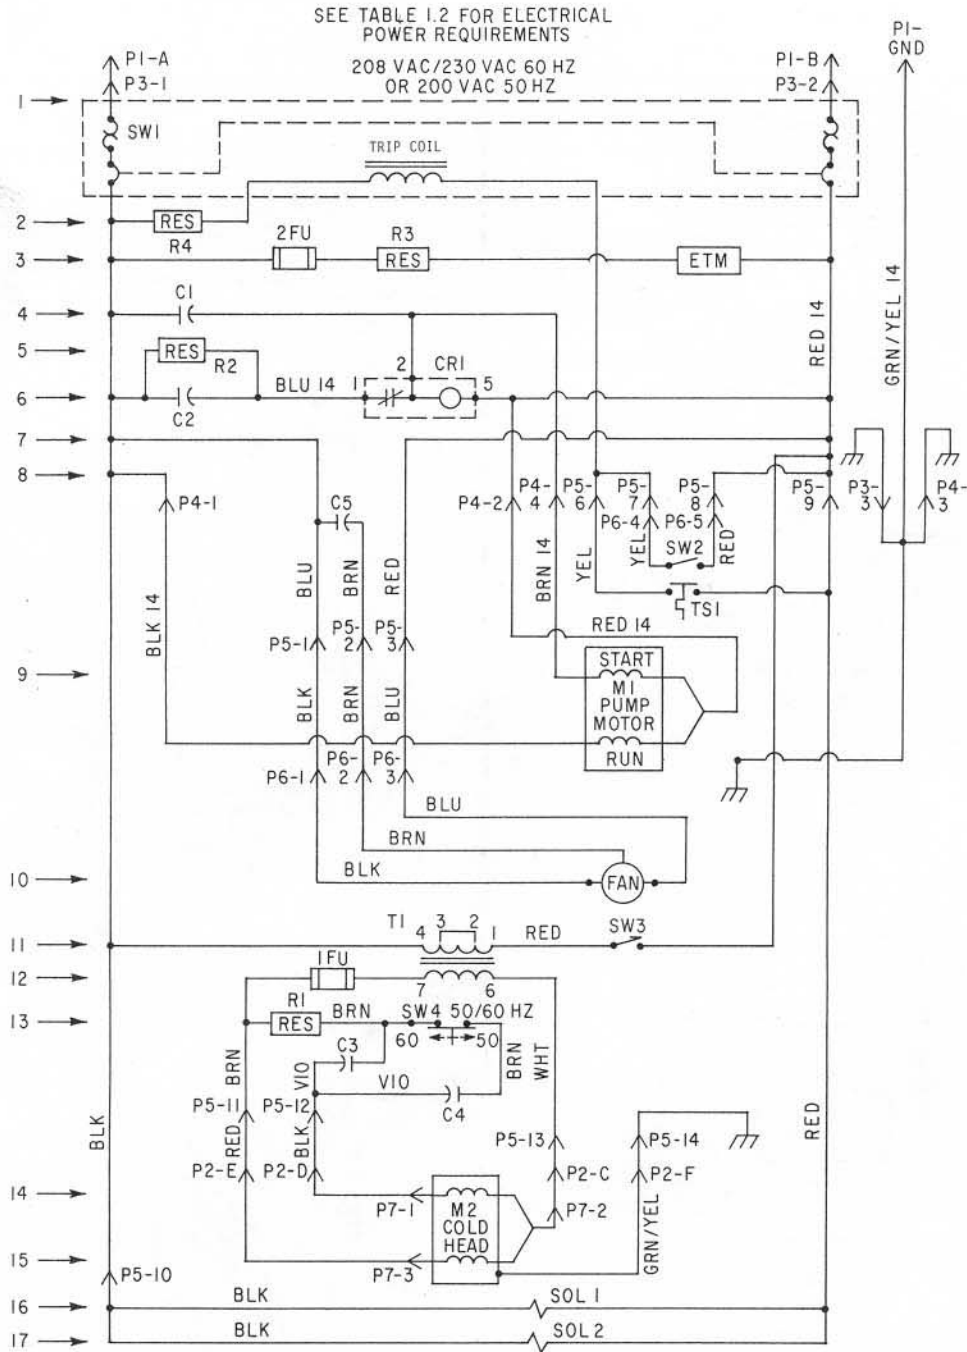 SEE TABLE 1.2 FOR ELECTRICAL
POWER REQUIREMENTS
P1-
GND
P1-A
P1-B
208 VAC/230 VAC 60 HZ
P3-1
OR 200 VAC 50 HZ
P3-2
1
SW1
TRIP COIL
2
RES
R4
2FU
R3
3
RES
ETM
C1
4
5
RES
R2
2
CR1
BLU 14
1
5
6
C2
RED 14
GRN/YEL 14
7
8
P4-1
C5
P4-2
P4-
4
P5-
6
P5-
7
P5-
8
P5-
9
P3-
3
P4-
3
P6-4
P6-5
SW2
BLU
BRN
RED
BRN 14
YEL
YEL
RED
TS1
BLK 14
P5-1
P5-
2
P5-
3
RED 14
9
START
M1
PUMP
MOTOR
RUN
BLK
BRN
BLU
P6-1
P6-
2
P6-
3
BLU
BRN
10
BLK
FAN
T1
4
3
2
1
RED
SW3
11
1FU
12
7
6
R1
BRN
SW4 50/60 HZ
13
RES
60
50
C3
BRN
VIO
VIO
C4
BRN
WHT
P5-11
P5-12
BLK
RED
BLK
P5-13
P5-14
RED
P2-E
P2-D
P2-C
P2-F
14
P7-1
M2
COLD
HEAD
P7-2
GRN/YEL
15
P7-3
P5-10
16
BLK
SOL 1
17
BLK
SOL 2